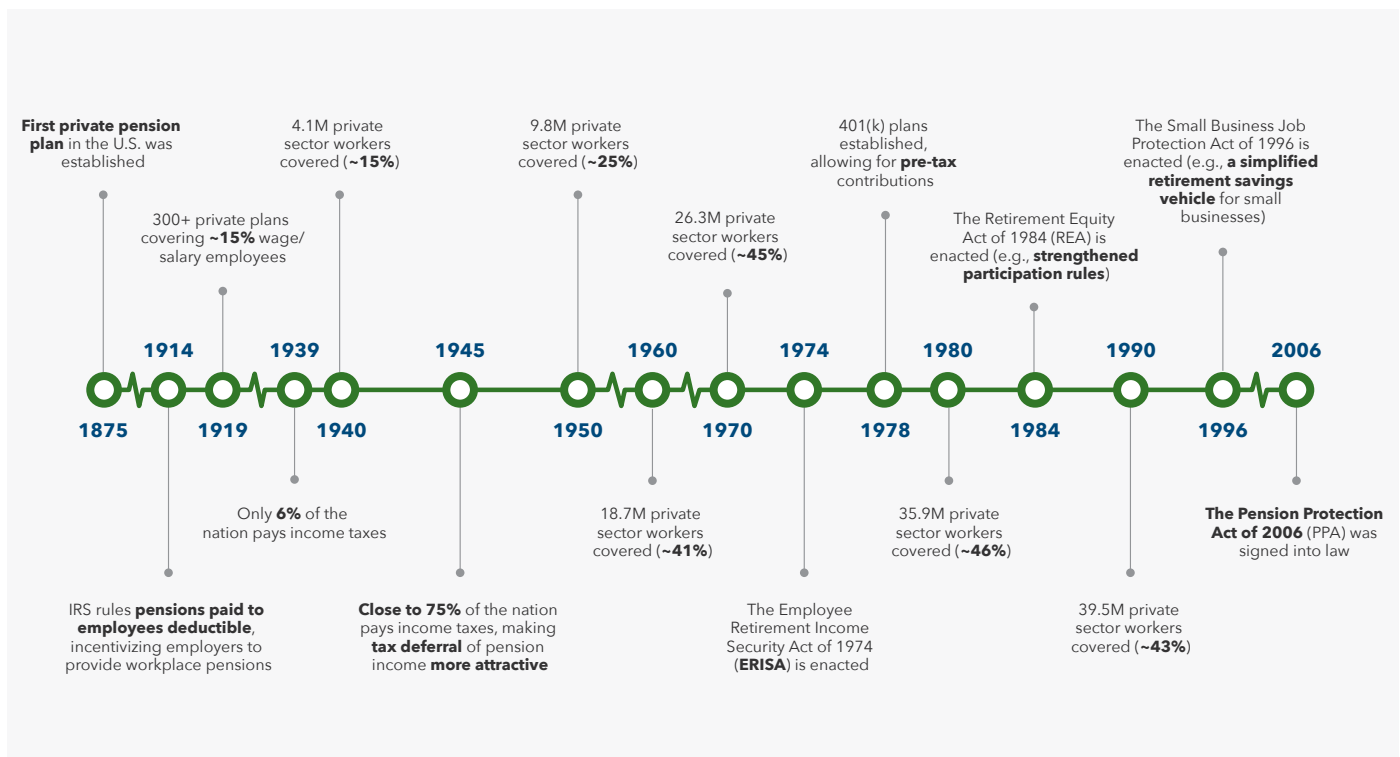 First private pension
plan in the U.S. was
established
4.1M private
sector workers
covered (~15%)
9.8M private
sector workers
covered (~25%)
401(k) plans
established,
allowing for pre-tax
contributions
The Small Business Job
Protection Act of 1996 is
enacted (e.g., a simplified
retirement savings
vehicle for small
businesses)
300+ private plans
covering ~15% wage/
salary employees
26.3M private
sector workers
covered (~45%)
The Retirement Equity
Act of 1984 (REA) is
enacted (e.g., strengthened
participation rules)
1914
1939
1945
1960
1974
1980
1990
2006
1875
1919
1940
1950
1970
1978
1984
1996
Only 6% of the
nation pays income taxes
18.7M private
sector workers
covered (~41%)
35.9M private
sector workers
covered (~46%)
The Pension Protection
Act of 2006 (PPA) was
signed into law
IRS rules pensions paid to
employees deductible,
incentivizing employers to
provide workplace pensions
Close to 75% of the nation
pays income taxes, making
tax deferral of pension
income more attractive
The Employee
Retirement Income
Security Act of 1974
(ERISA) is enacted
39.5M private
sector workers
covered (~43%)